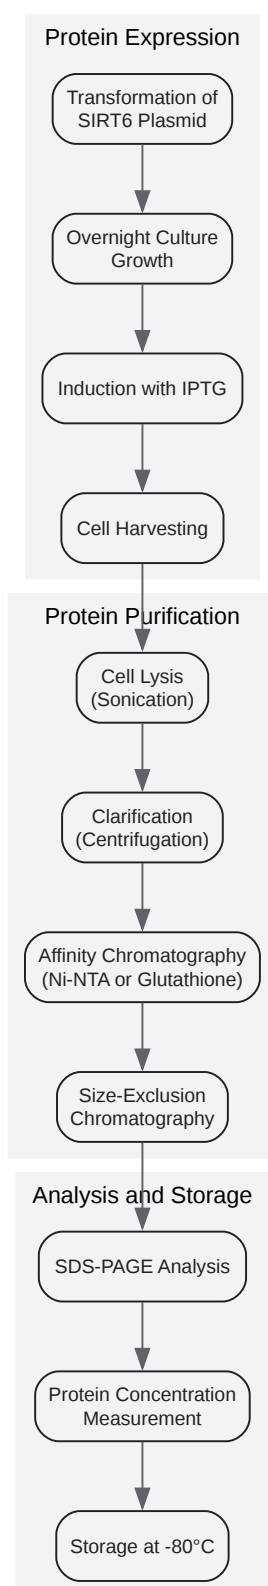 Protein Expression
Transformation of
SIRT6 Plasmid
Overnight Culture
Growth
Induction with IPTG
Cell Harvesting
Protein Purification
Cell Lysis
(Sonication)
Clarification
(Centrifugation)
Affinity Chromatography
(Ni-NTA or Glutathione)
Size-Exclusion
Chromatography
Analysis and Storage
SDS-PAGE Analysis
Protein Concentration
Measurement
Storage at -80°C